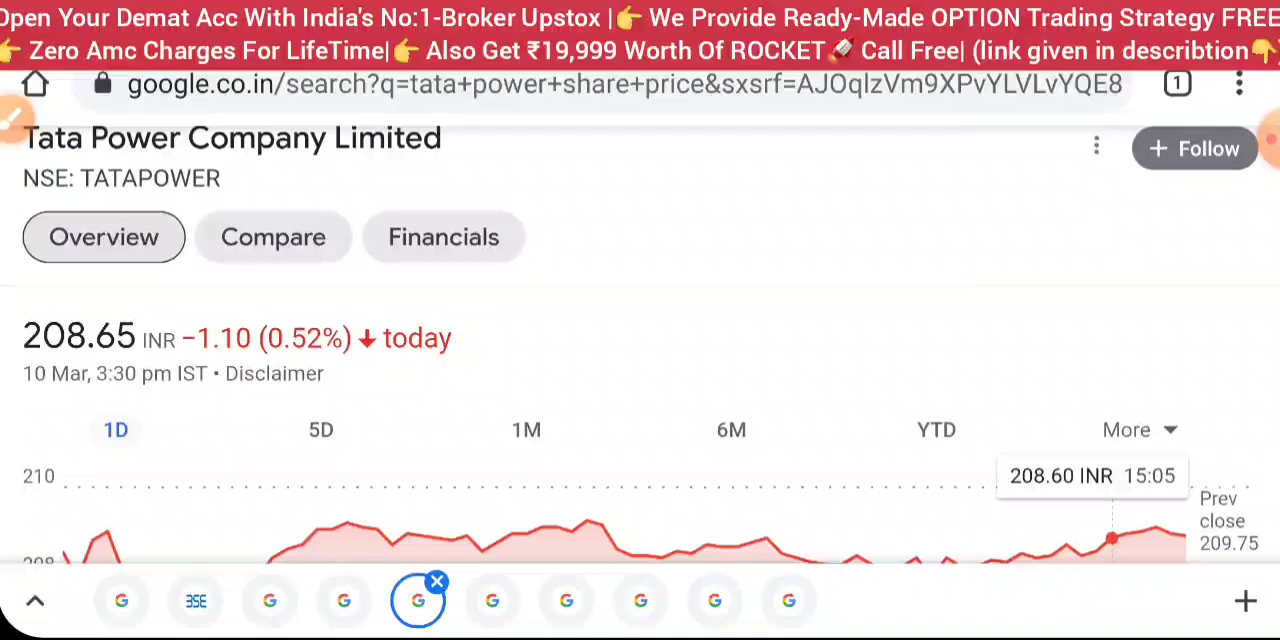 Open Your Demat Acc With India's No:1-Broker Upstox |👉 We Provide Ready-Made OPTION Trading Strategy FREE
👉 Zero Amc Charges For LifeTime|👉 Also Get ₹19,999 Worth Of ROCKET🚀 Call Free| (link given in describtion👇
google.co.in/search?q=tata+power+share+price&sxsrf=AJOqlzVm9XPvYLVLvYQE8
1
Tata Power Company Limited
+ Follow
NSE: TATAPOWER
Overview
Compare
Financials
208.65 INR −1.10 (0.52%) ↓ today
10 Mar, 3:30 pm IST • Disclaimer
1D
5D
1M
6M
YTD
More
210
208.60 INR 15:05
Prev
close
209.75
208
BSE